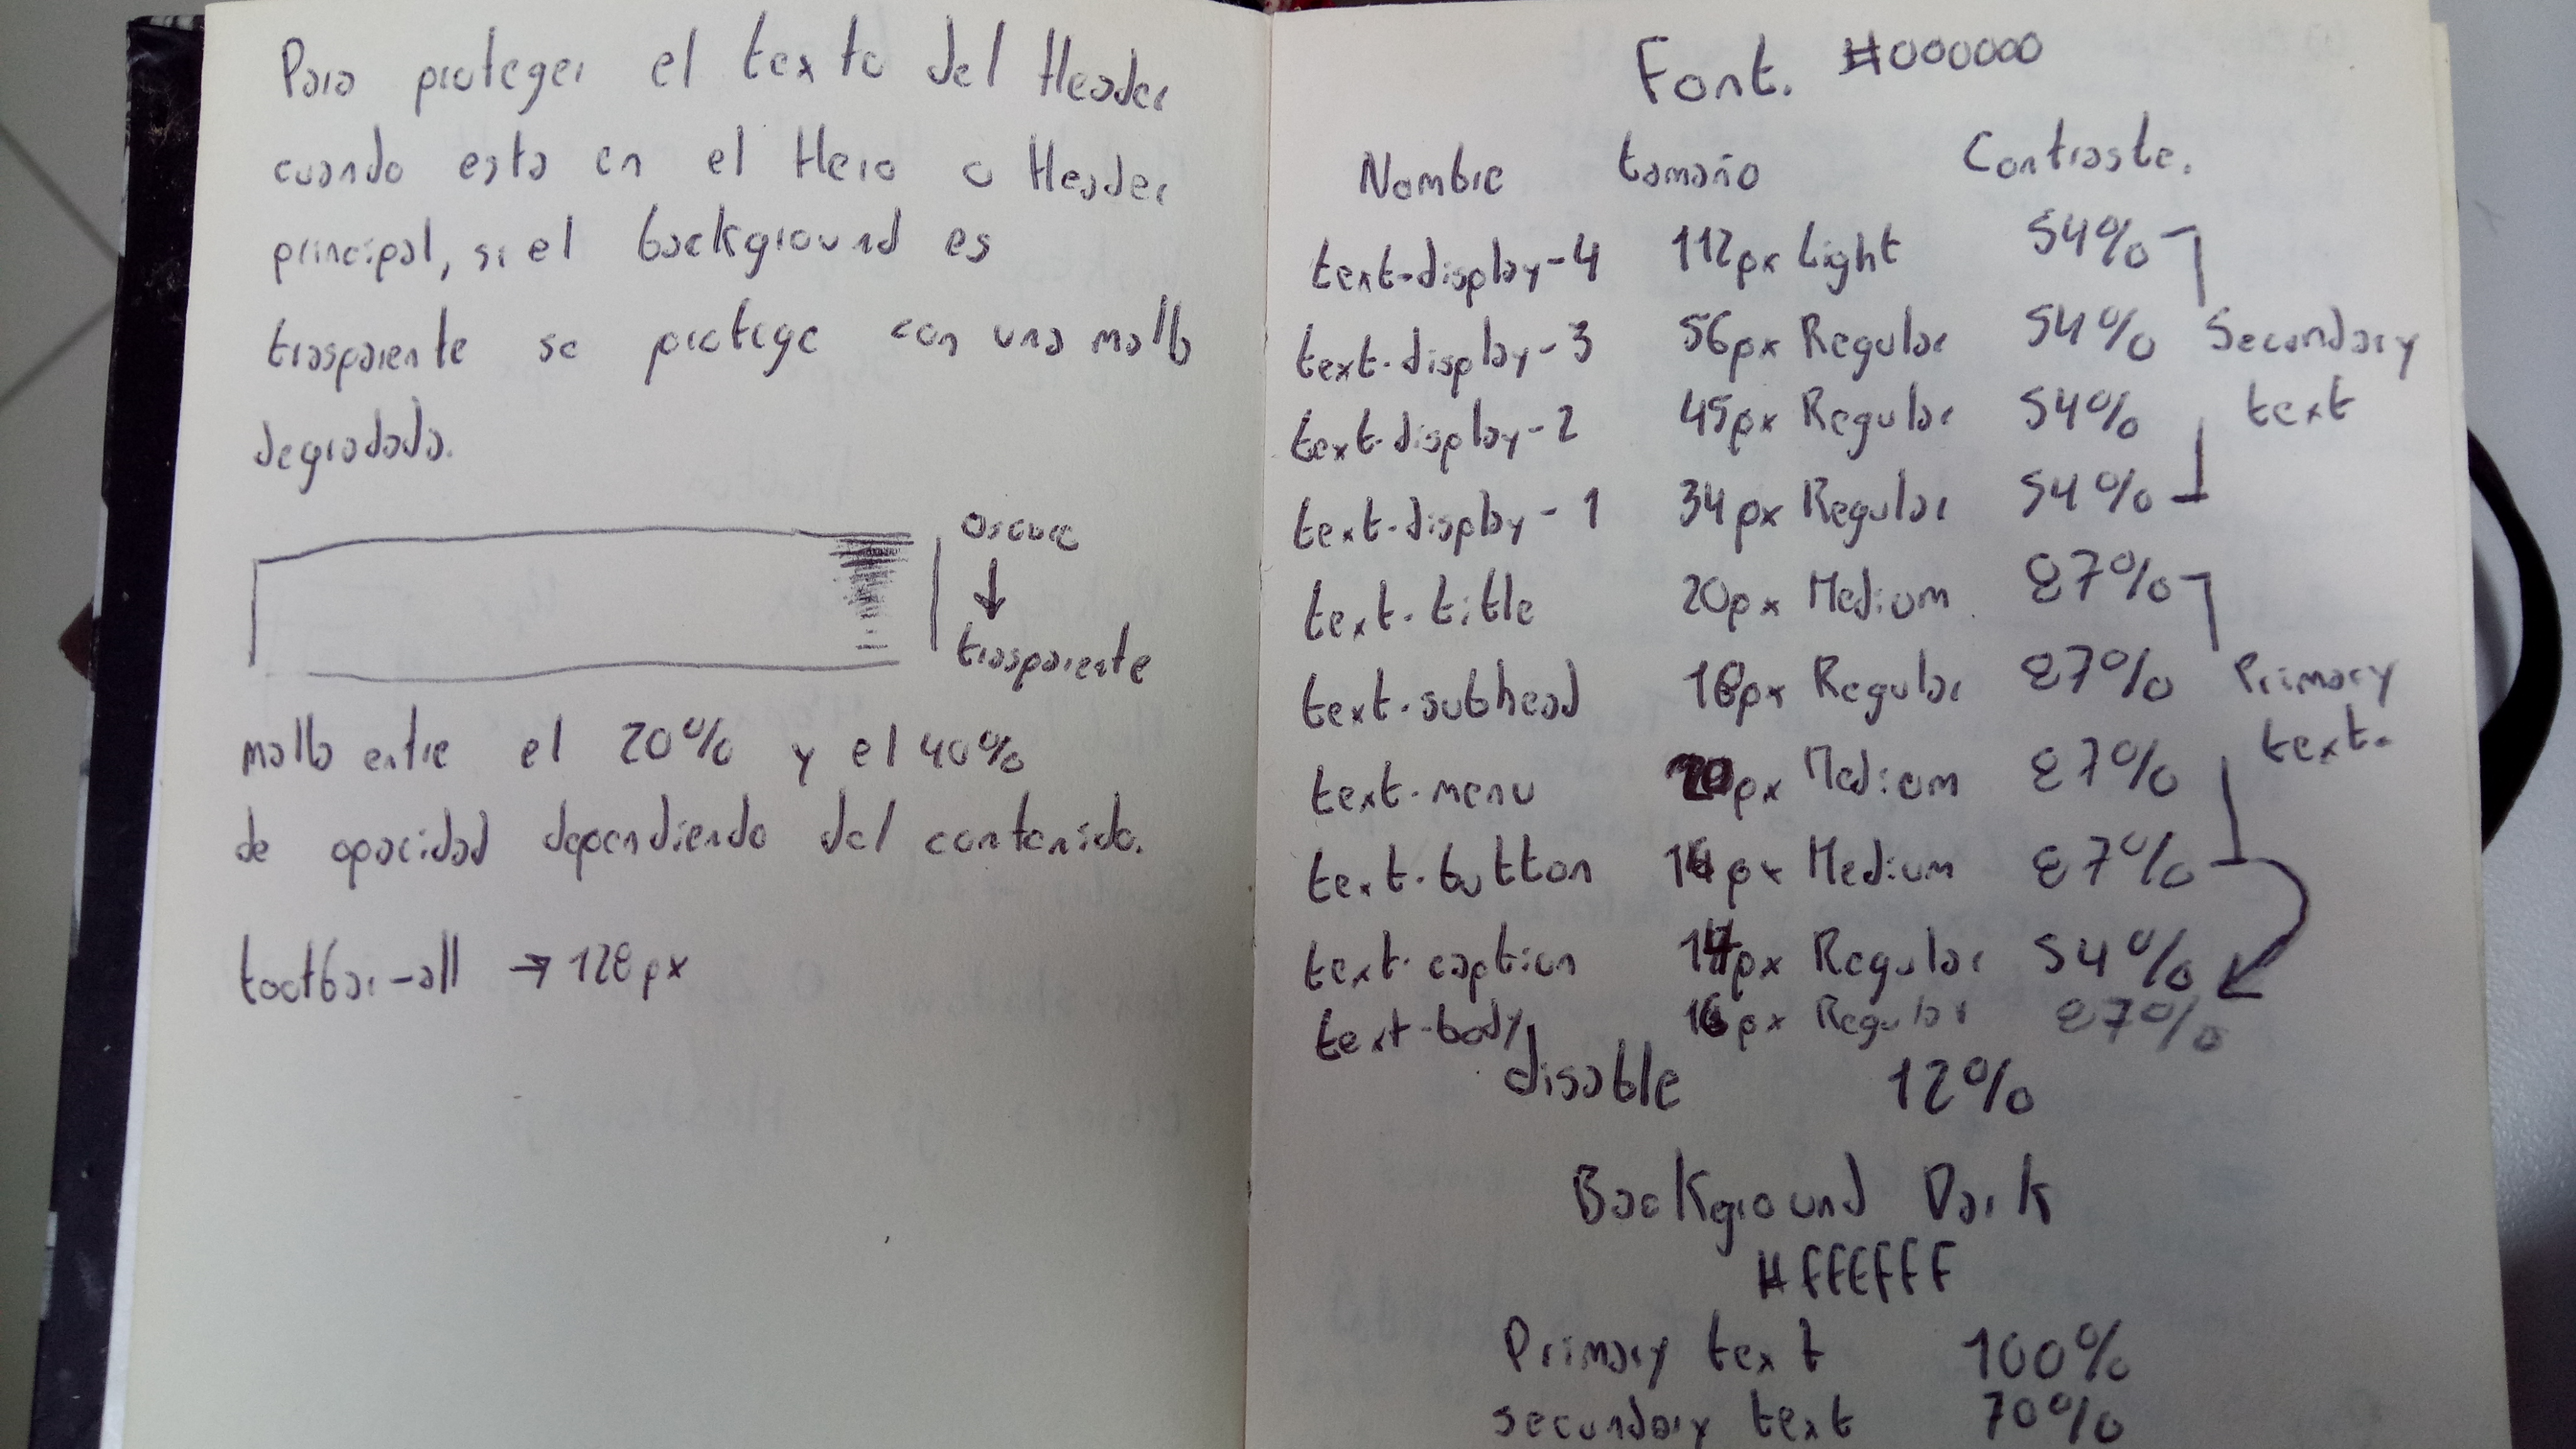 Para proteger el texto del Header
cuando esta en el Hero o Header
principal, si el background es
trasparente se protege con una malla
degradada.
oscuro
↓
trasparente
malla entre el 20% y el 40%
de opacidad dependiendo del contenido.
toolbar-all → 128px
Font. #000000
Nombre tamaño Contraste.
text-display-4 112px Light 54%
text-display-3 56px Regular 54% Secondary
text-display-2 45px Regular 54% text
text-display-1 34px Regular 54%
text-title 20px Medium 87%
text-subhead 18px Regular 87% Primary
text-menu 20px Medium 87% text.
text-button px Medium 87%
text-caption 14px Regular 54%
text-body 16px Regular 87%
disable 12%
Background Dark
#FFFFFF
Primary text 100%
secundary text 70%